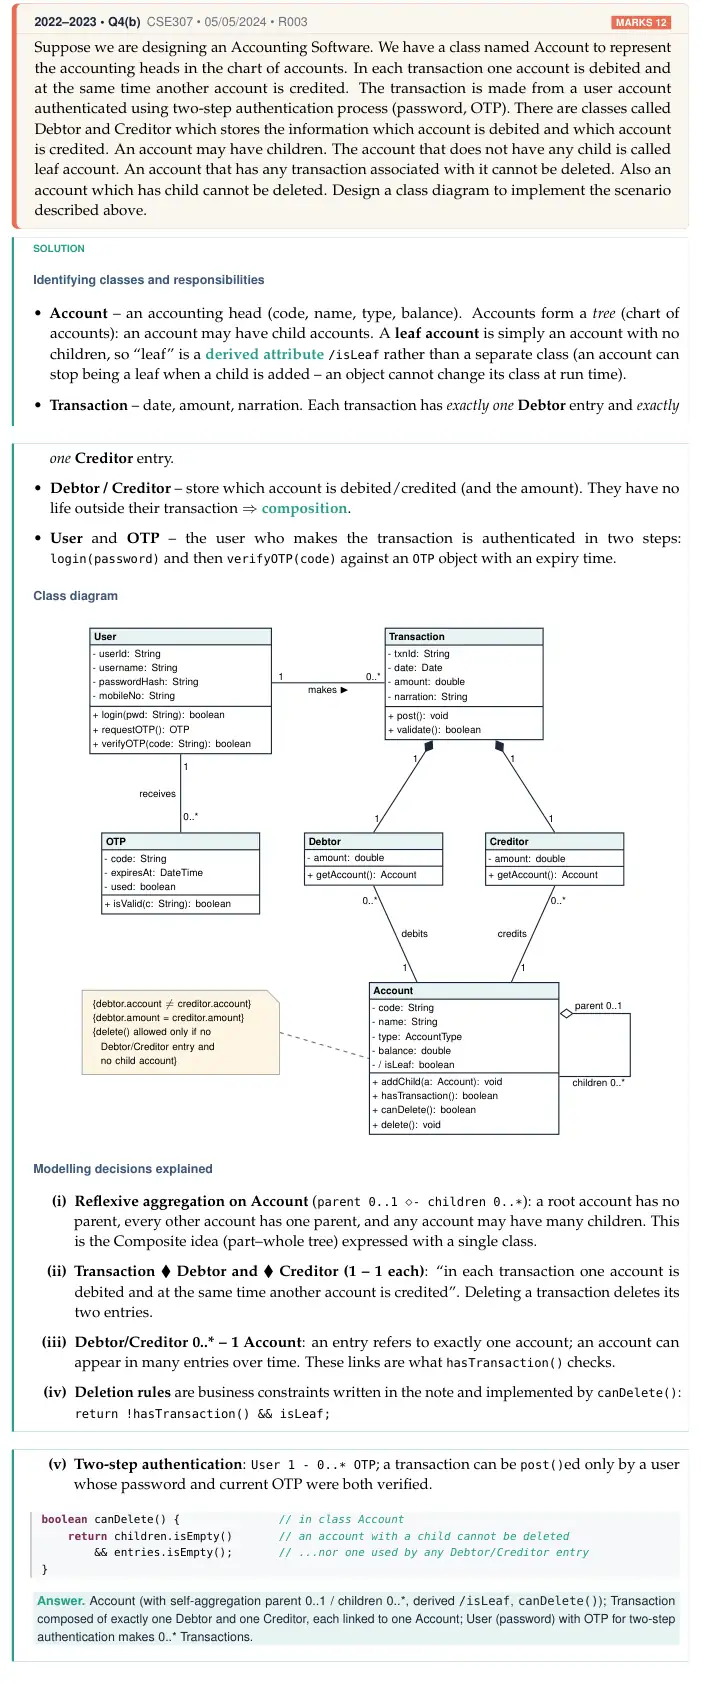 2022–2023 • Q4(b) CSE307 • 05/05/2024 • R003
MARKS 12
Suppose we are designing an Accounting Software. We have a class named Account to represent
the accounting heads in the chart of accounts. In each transaction one account is debited and
at the same time another account is credited. The transaction is made from a user account
authenticated using two-step authentication process (password, OTP). There are classes called
Debtor and Creditor which stores the information which account is debited and which account
is credited. An account may have children. The account that does not have any child is called
leaf account. An account that has any transaction associated with it cannot be deleted. Also an
account which has child cannot be deleted. Design a class diagram to implement the scenario
described above.
SOLUTION
Identifying classes and responsibilities
• Account – an accounting head (code, name, type, balance). Accounts form a tree (chart of
accounts): an account may have child accounts. A leaf account is simply an account with no
children, so “leaf” is a derived attribute /isLeaf rather than a separate class (an account can
stop being a leaf when a child is added – an object cannot change its class at run time).
• Transaction – date, amount, narration. Each transaction has exactly one Debtor entry and exactly
one Creditor entry.
• Debtor / Creditor – store which account is debited/credited (and the amount). They have no
life outside their transaction ⇒ composition.
• User and OTP – the user who makes the transaction is authenticated in two steps:
login(password) and then verifyOTP(code) against an OTP object with an expiry time.
Class diagram
User
- userId: String
- username: String
- passwordHash: String
- mobileNo: String
+ login(pwd: String): boolean
+ requestOTP(): OTP
+ verifyOTP(code: String): boolean
1
0..*
makes ▶
Transaction
- txnId: String
- date: Date
- amount: double
- narration: String
+ post(): void
+ validate(): boolean
1
receives
0..*
1
1
1
1
OTP
- code: String
- expiresAt: DateTime
- used: boolean
+ isValid(c: String): boolean
Debtor
- amount: double
+ getAccount(): Account
Creditor
- amount: double
+ getAccount(): Account
0..*
0..*
debits
credits
1
1
{debtor.account ≠ creditor.account}
{debtor.amount = creditor.amount}
{delete() allowed only if no
Debtor/Creditor entry and
no child account}
Account
- code: String
- name: String
- type: AccountType
- balance: double
- / isLeaf: boolean
+ addChild(a: Account): void
+ hasTransaction(): boolean
+ canDelete(): boolean
+ delete(): void
parent 0..1
children 0..*
Modelling decisions explained
(i) Reflexive aggregation on Account (parent 0..1 ◇- children 0..*): a root account has no
parent, every other account has one parent, and any account may have many children. This
is the Composite idea (part–whole tree) expressed with a single class.
(ii) Transaction ♦ Debtor and ♦ Creditor (1 – 1 each): “in each transaction one account is
debited and at the same time another account is credited”. Deleting a transaction deletes its
two entries.
(iii) Debtor/Creditor 0..* – 1 Account: an entry refers to exactly one account; an account can
appear in many entries over time. These links are what hasTransaction() checks.
(iv) Deletion rules are business constraints written in the note and implemented by canDelete():
return !hasTransaction() && isLeaf;
(v) Two-step authentication: User 1 - 0..* OTP; a transaction can be post()ed only by a user
whose password and current OTP were both verified.
boolean canDelete() { // in class Account
return children.isEmpty() // an account with a child cannot be deleted
&& entries.isEmpty(); // ...nor one used by any Debtor/Creditor entry
}
Answer. Account (with self-aggregation parent 0..1 / children 0..*, derived /isLeaf, canDelete()); Transaction
composed of exactly one Debtor and one Creditor, each linked to one Account; User (password) with OTP for two-step
authentication makes 0..* Transactions.